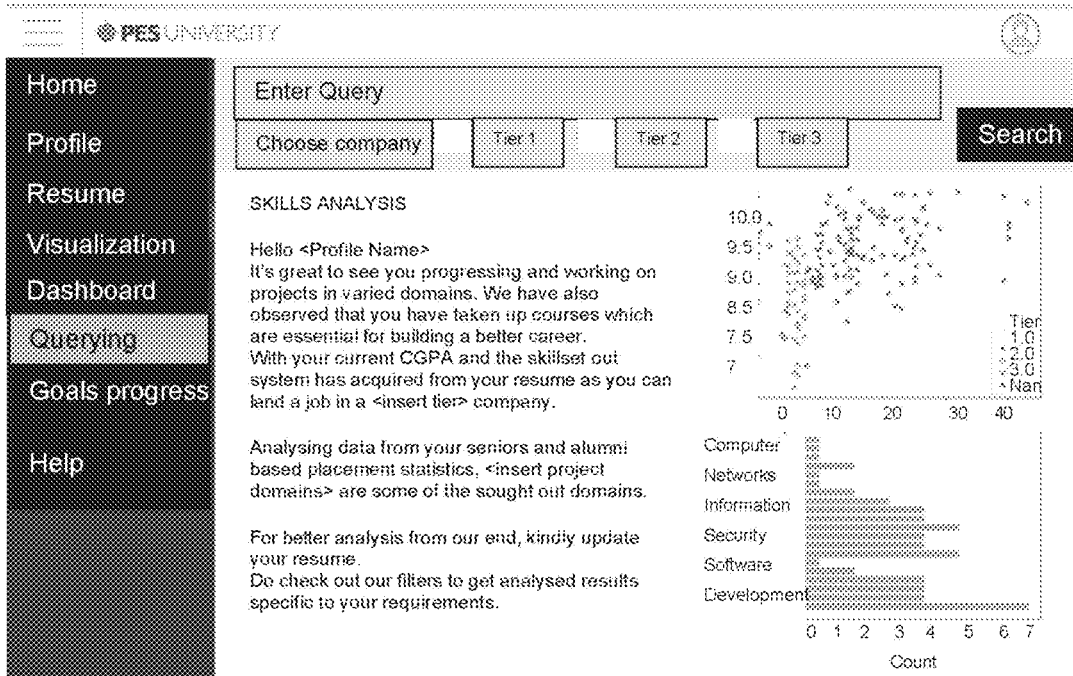 PES UNIVERSITY
Home
Profile
Resume
Visualization
Dashboard
Querying
Goals progress
Help
Enter Query
Choose company
Tier 1
Tier 2
Tier 3
Search
SKILLS ANALYSIS
Hello <Profile Name>
It's great to see you progressing and working on
projects in varied domains. We have also
observed that you have taken up courses which
are essential for building a better career.
With your current CGPA and the skillset out
system has acquired from your resume as you can
land a job in a <insert tier> company.
Analysing data from your seniors and alumni
based placement statistics, <insert project
domains> are some of the sought out domains.
For better analysis from our end, kindly update
your resume.
Do check out our filters to get analysed results
specific to your requirements.
10.0
9.5
9.0
8.5
7.5
7
0 10 20 30 40
Tier
1.0
2.0
3.0
Nan
Computer
Networks
Information
Security
Software
Development
0 1 2 3 4 5 6 7
Count